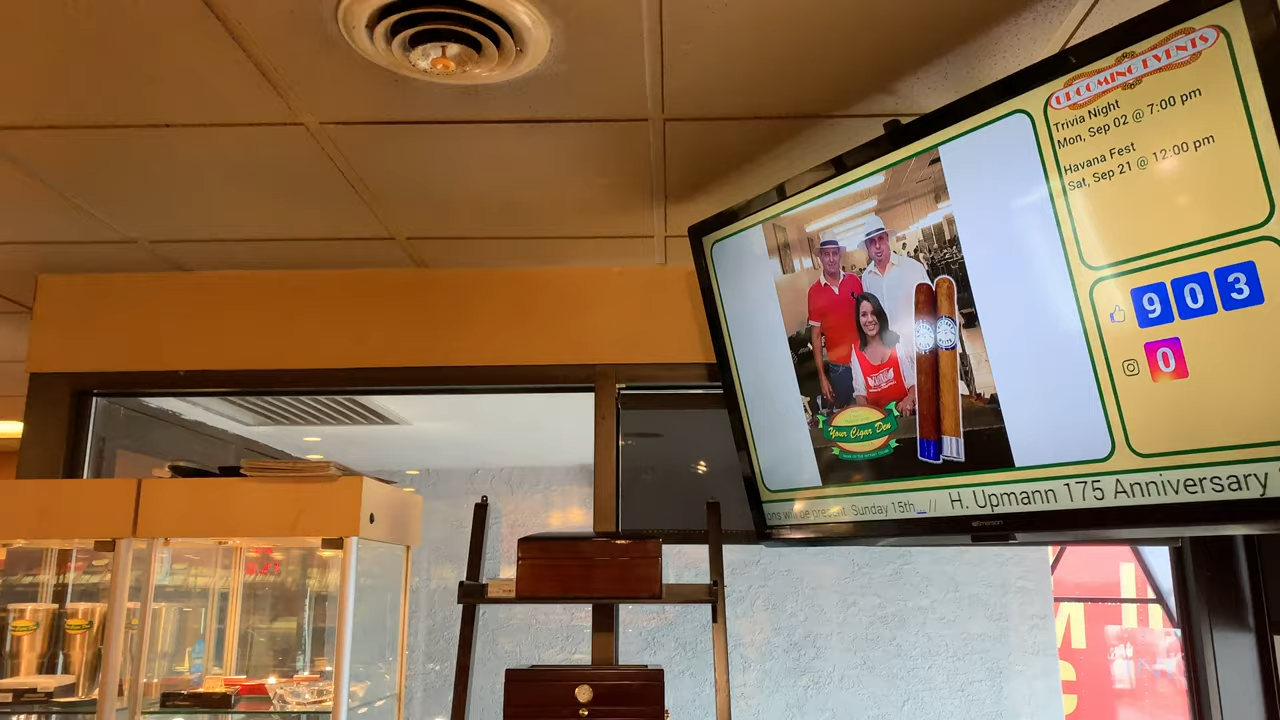 UPCOMING EVENTS
Trivia Night
Mon, Sep 02 @ 7:00 pm
Havana Fest
Sat, Sep 21 @ 12:00 pm
903
0
Your Cigar Den
ons will be present. Sunday 15th... // H. Upmann 175 Anniversary
Emerson